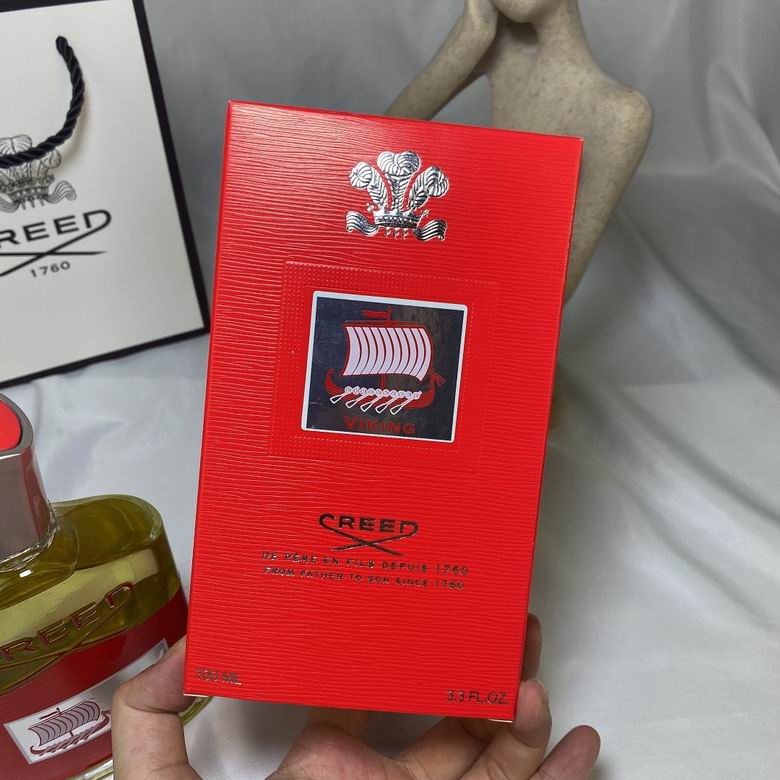 CREED
1760
VIKING
CREED
DE PÈRE EN FILS DEPUIS 1760
FROM FATHER TO SON SINCE 1760
100 ML
3.3 FL.OZ.
CREED